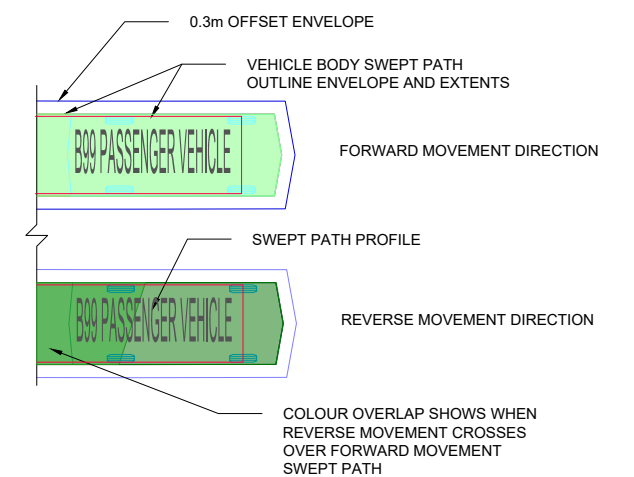 0.3m OFFSET ENVELOPE
VEHICLE BODY SWEPT PATH
OUTLINE ENVELOPE AND EXTENTS
B99 PASSENGER VEHICLE
FORWARD MOVEMENT DIRECTION
SWEPT PATH PROFILE
B99 PASSENGER VEHICLE
REVERSE MOVEMENT DIRECTION
COLOUR OVERLAP SHOWS WHEN
REVERSE MOVEMENT CROSSES
OVER FORWARD MOVEMENT
SWEPT PATH